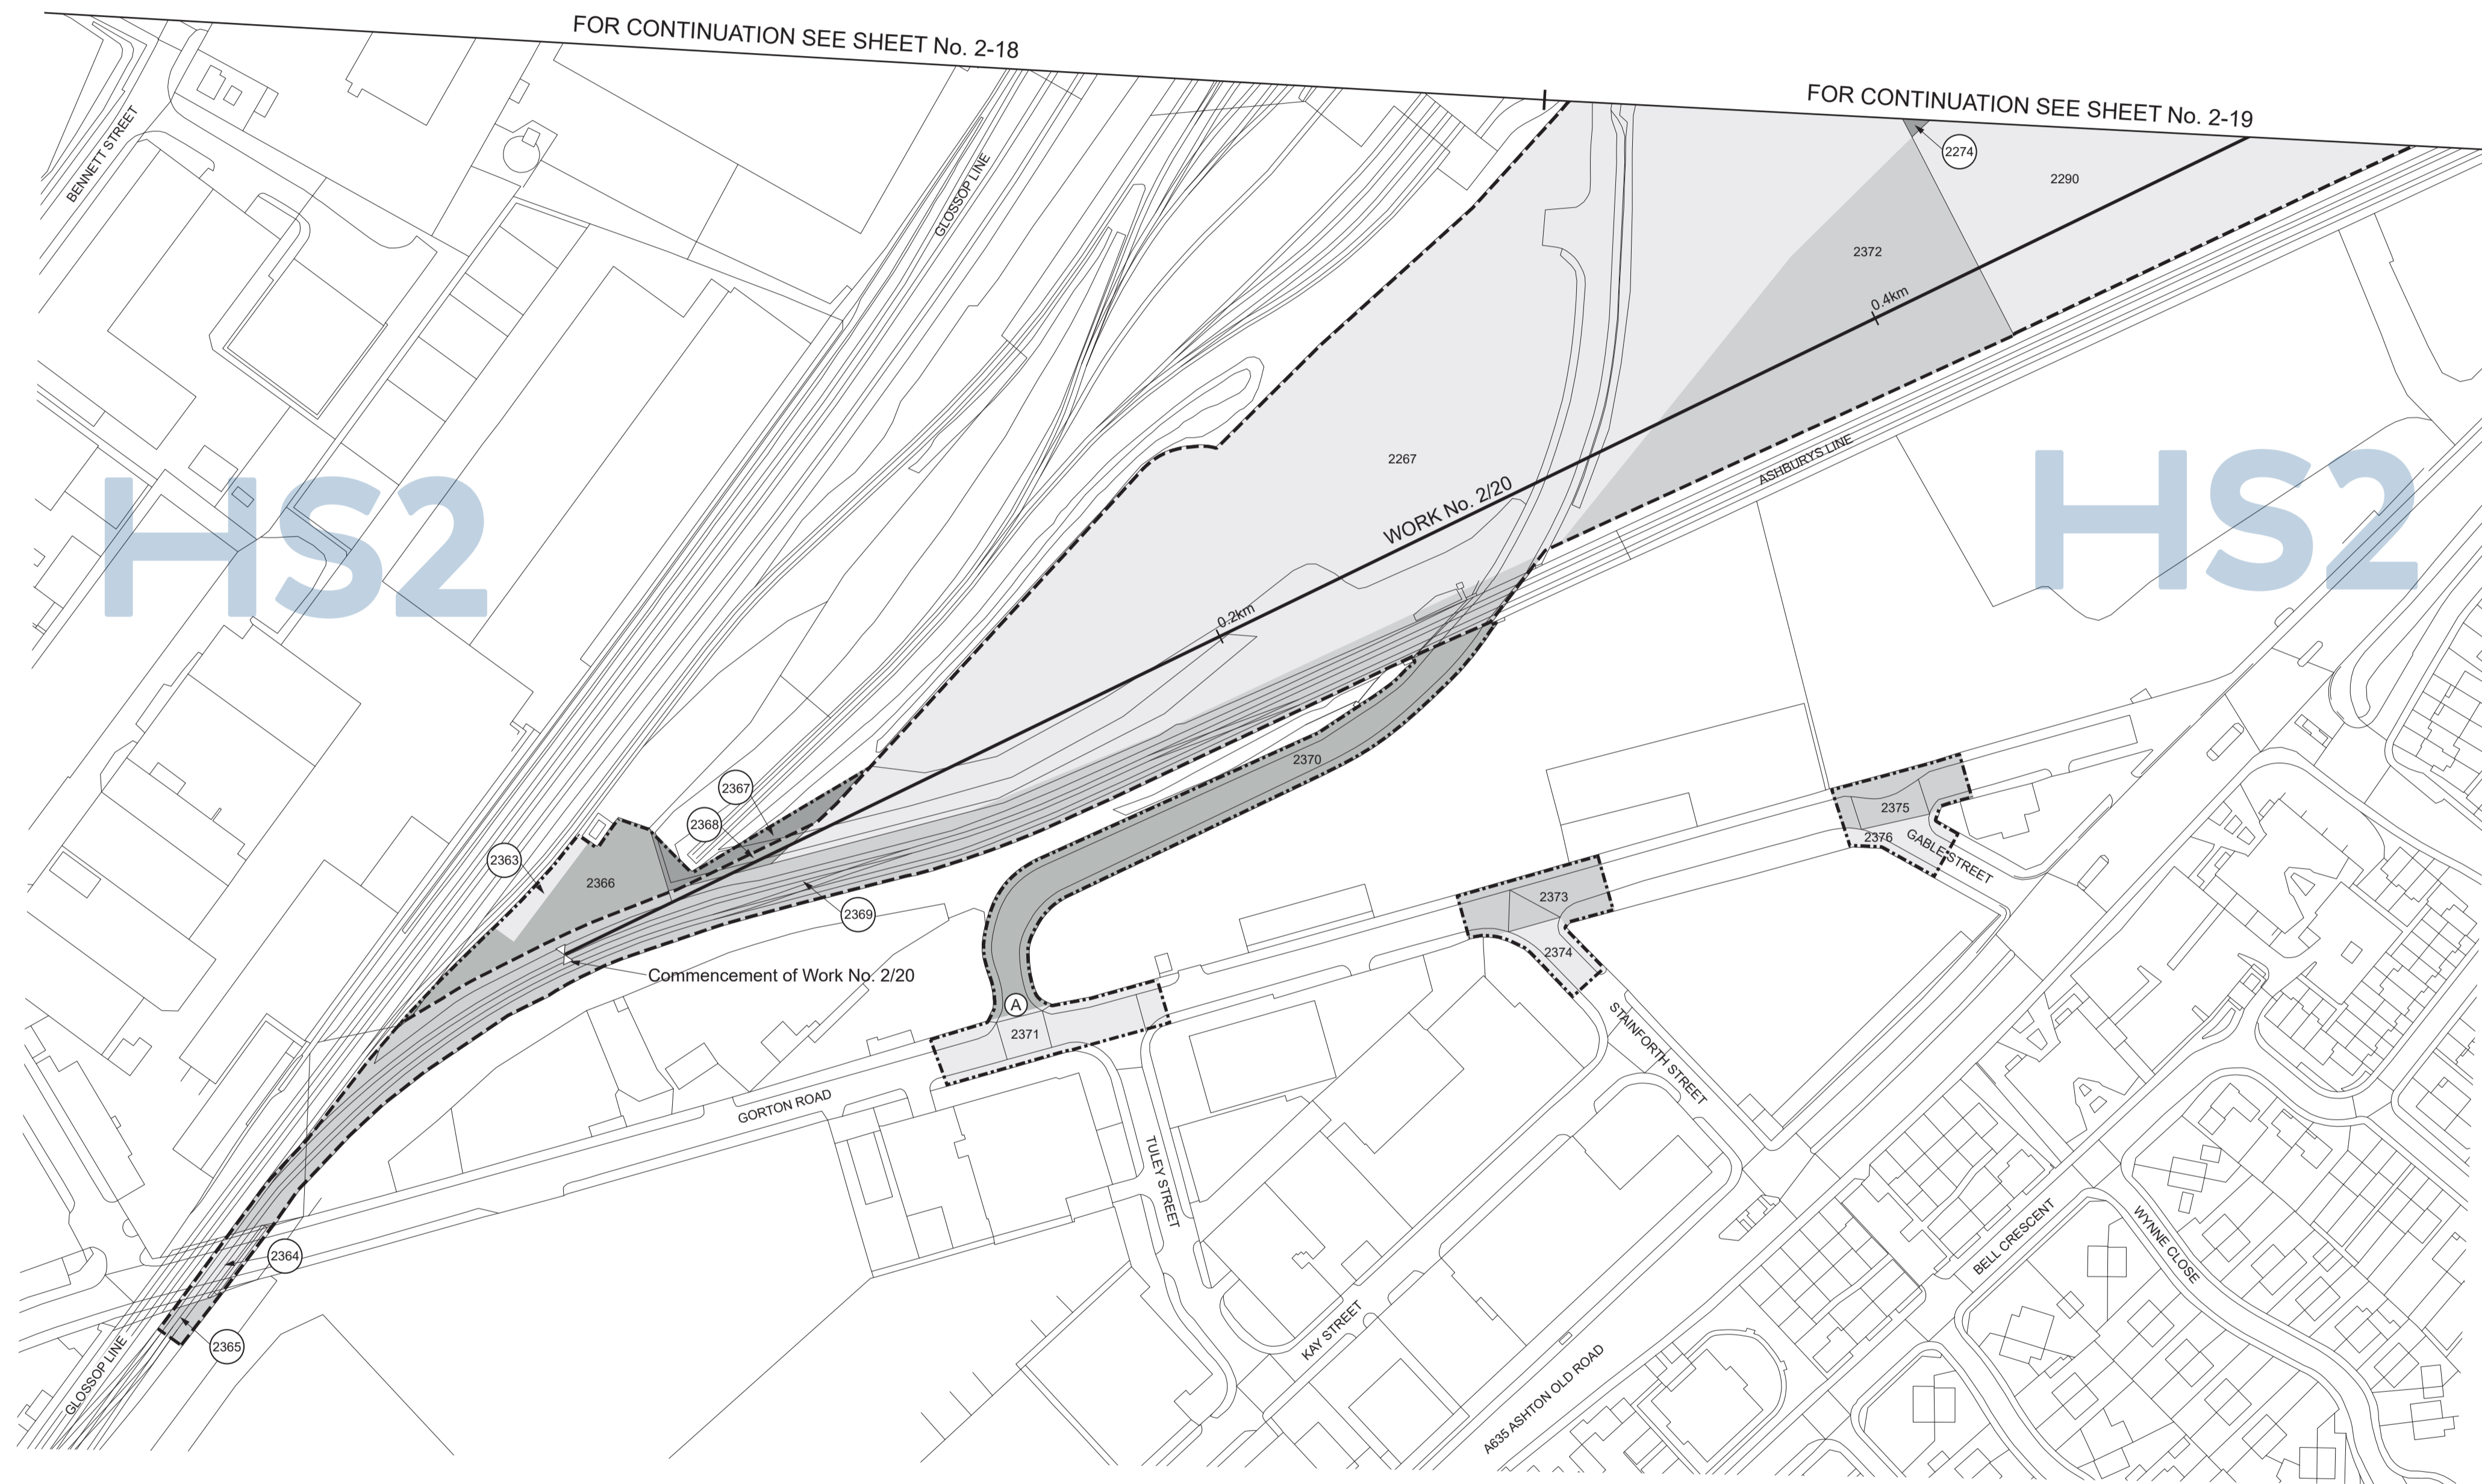 FOR CONTINUATION SEE SHEET No. 2-18
FOR CONTINUATION SEE SHEET No. 2-19
BENNETT STREET
GLOSSOP LINE
2274
2290
2372
0.4km
HS2
HS2
2267
ASHBURYS LINE
WORK No. 2/20
0.2km
2370
2367
2368
2363
2366
2369
2375
2376
GABLE STREET
2373
2374
Commencement of Work No. 2/20
A
2371
STAINFORTH STREET
GORTON ROAD
TULEY STREET
2364
2365
GLOSSOP LINE
KAY STREET
A635 ASHTON OLD ROAD
BELL CRESCENT
WYNNE CLOSE